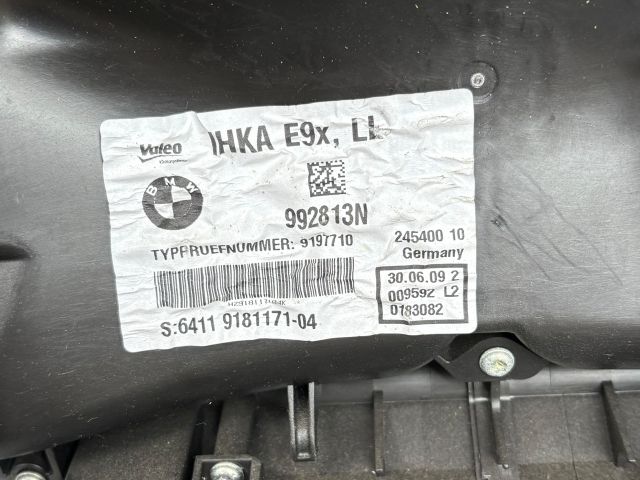 Valeo
IHKA E9x, LL
BMW
992813N
TYPPRUEFNUMMER: 9197710
245400 10
Germany
30.06.09 2
00959Z L2
0183082
S:6411 9181171-04